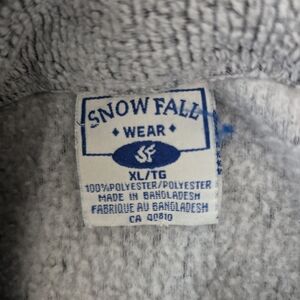 SNOW FALL
WEAR
SF
XL/TG
100%POLYESTER/POLYESTER
MADE IN BANGLADESH
FABRIQUE AU BANGLADESH
CA 00810